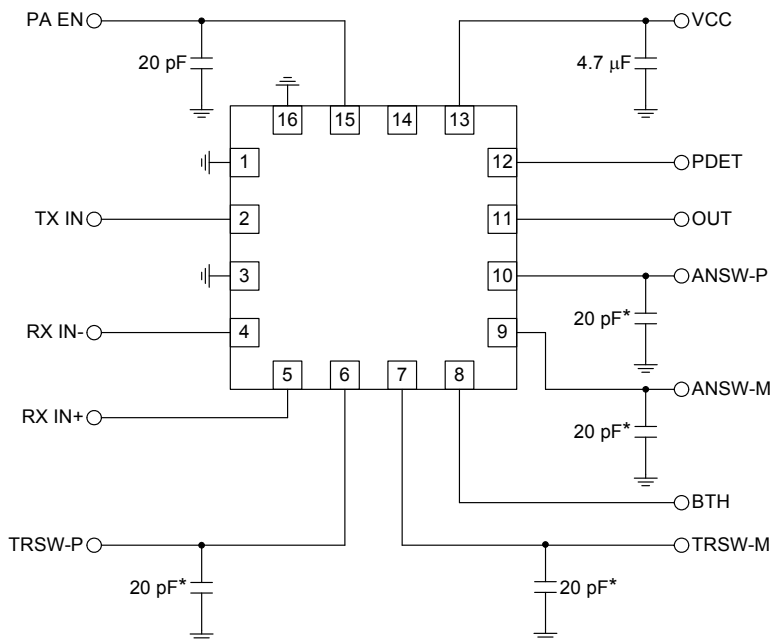 PA EN
VCC
20 pF
4.7 μF
16
15
14
13
1
12
PDET
TX IN
2
11
OUT
3
10
ANSW-P
20 pF*
RX IN-
4
9
5
6
7
8
ANSW-M
RX IN+
20 pF*
BTH
TRSW-P
TRSW-M
20 pF*
20 pF*